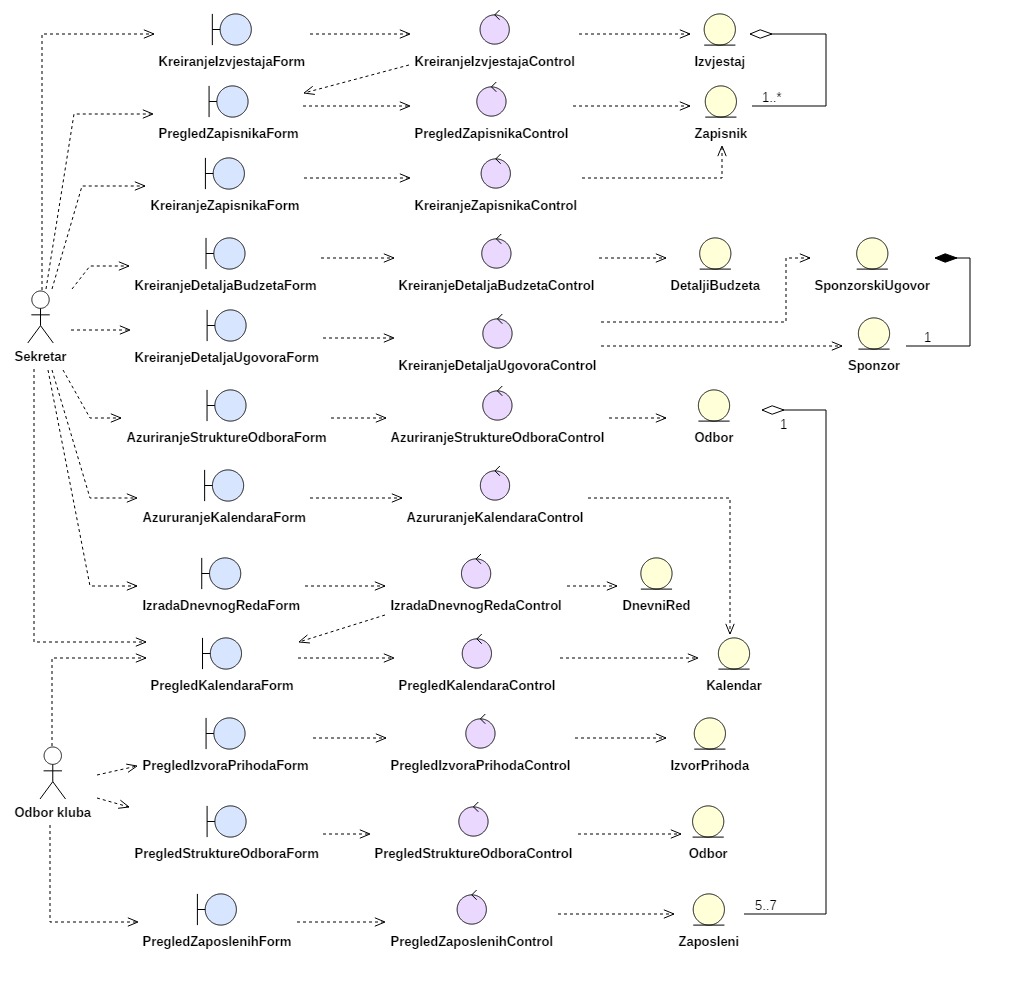 KreiranjeIzvjestajaForm
KreiranjeIzvjestajaControl
Izvjestaj
1..*
PregledZapisnikaForm
PregledZapisnikaControl
Zapisnik
KreiranjeZapisnikaForm
KreiranjeZapisnikaControl
KreiranjeDetaljaBudzetaForm
KreiranjeDetaljaBudzetaControl
DetaljiBudzeta
SponzorskiUgovor
Sekretar
KreiranjeDetaljaUgovoraForm
KreiranjeDetaljaUgovoraControl
Sponzor
1
AzuriranjeStruktureOdboraForm
AzuriranjeStruktureOdboraControl
Odbor
1
AzururanjeKalendaraForm
AzururanjeKalendaraControl
IzradaDnevnogRedaForm
IzradaDnevnogRedaControl
DnevniRed
PregledKalendaraForm
PregledKalendaraControl
Kalendar
PregledIzvoraPrihodaForm
PregledIzvoraPrihodaControl
IzvorPrihoda
Odbor kluba
PregledStruktureOdboraForm
PregledStruktureOdboraControl
Odbor
5..7
PregledZaposlenihForm
PregledZaposlenihControl
Zaposleni